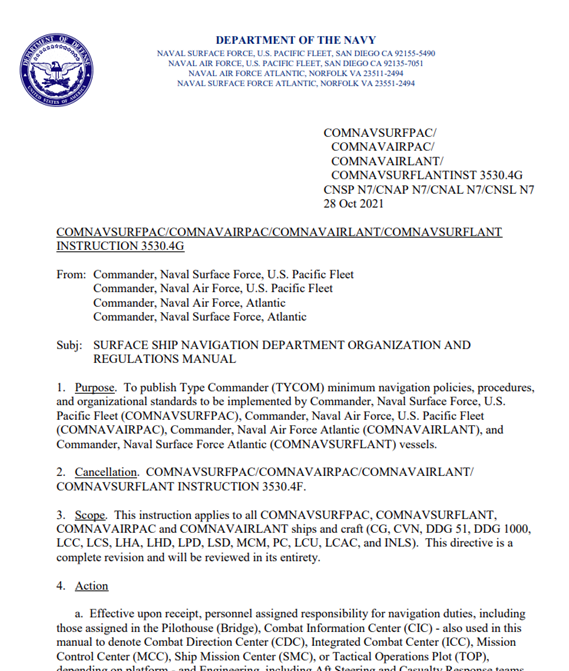 DEPARTMENT OF THE NAVY
NAVAL SURFACE FORCE, U.S. PACIFIC FLEET, SAN DIEGO CA 92155-5490
NAVAL AIR FORCE, U.S. PACIFIC FLEET, SAN DIEGO CA 92135-7051
NAVAL AIR FORCE ATLANTIC, NORFOLK VA 23511-2494
NAVAL SURFACE FORCE ATLANTIC, NORFOLK VA 23551-2494
COMNAVSURFPAC/
COMNAVAIRPAC/
COMNAVAIRLANT/
COMNAVSURFLANTINST 3530.4G
CNSP N7/CNAP N7/CNAL N7/CNSL N7
28 Oct 2021
COMNAVSURFPAC/COMNAVAIRPAC/COMNAVAIRLANT/COMNAVSURFLANT
INSTRUCTION 3530.4G
From: Commander, Naval Surface Force, U.S. Pacific Fleet
Commander, Naval Air Force, U.S. Pacific Fleet
Commander, Naval Air Force, Atlantic
Commander, Naval Surface Force, Atlantic
Subj: SURFACE SHIP NAVIGATION DEPARTMENT ORGANIZATION AND
REGULATIONS MANUAL
1. Purpose. To publish Type Commander (TYCOM) minimum navigation policies, procedures,
and organizational standards to be implemented by Commander, Naval Surface Force, U.S.
Pacific Fleet (COMNAVSURFPAC), Commander, Naval Air Force, U.S. Pacific Fleet
(COMNAVAIRPAC), Commander, Naval Air Force Atlantic (COMNAVAIRLANT), and
Commander, Naval Surface Force Atlantic (COMNAVSURFLANT) vessels.
2. Cancellation. COMNAVSURFPAC/COMNAVAIRPAC/COMNAVAIRLANT/
COMNAVSURFLANT INSTRUCTION 3530.4F.
3. Scope. This instruction applies to all COMNAVSURFPAC, COMNAVSURFLANT,
COMNAVAIRPAC and COMNAVAIRLANT ships and craft (CG, CVN, DDG 51, DDG 1000,
LCC, LCS, LHA, LHD, LPD, LSD, MCM, PC, LCU, LCAC, and INLS). This directive is a
complete revision and will be reviewed in its entirety.
4. Action
a. Effective upon receipt, personnel assigned responsibility for navigation duties, including
those assigned in the Pilothouse (Bridge), Combat Information Center (CIC) - also used in this
manual to denote Combat Direction Center (CDC), Integrated Combat Center (ICC), Mission
Control Center (MCC), Ship Mission Center (SMC), or Tactical Operations Plot (TOP),
depending on platform - and Engineering, including Aft Steering and Casualty Response teams